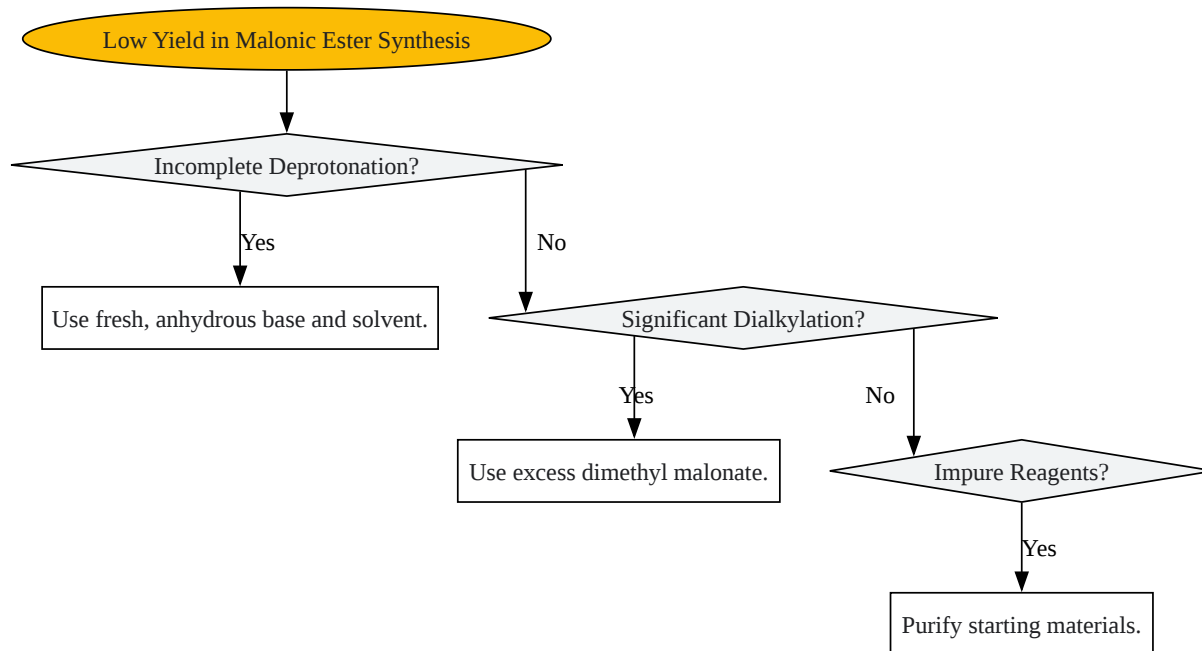 Low Yield in Malonic Ester Synthesis
Incomplete Deprotonation?
Yes
No
Use fresh, anhydrous base and solvent.
Significant Dialkylation?
Yes
No
Use excess dimethyl malonate.
Impure Reagents?
Yes
Purify starting materials.